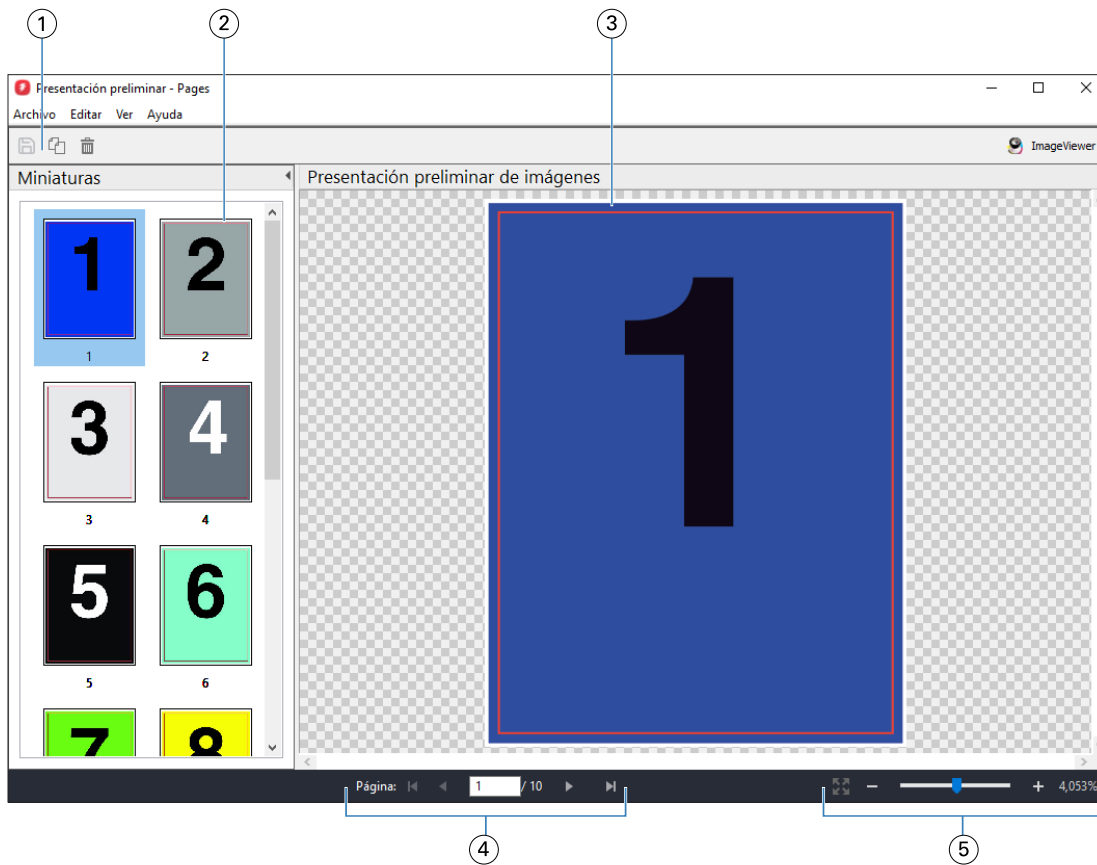 1 2 3
Presentación preliminar - Pages
Archivo Editar Ver Ayuda
ImageViewer
Miniaturas
Presentación preliminar de imágenes
1 2
1 2
3 4
3 4
5 6
5 6
7 8
1
Página: 1 / 10
4,053%
4 5